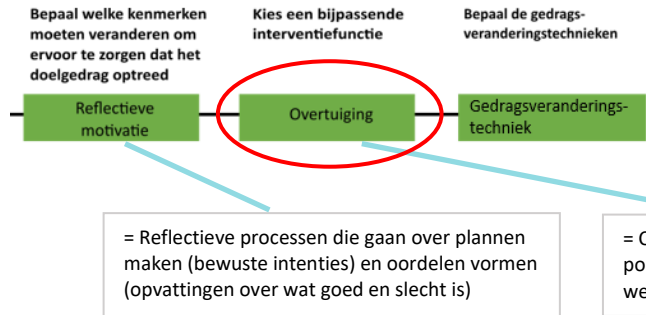 Bepaal welke kenmerken
moeten veranderen om
ervoor te zorgen dat het
doelgedrag optreed
Kies een bijpassende
interventiefunctie
Bepaal de gedrags-
veranderingstechnieken
Reflectieve
motivatie
Overtuiging
Gedragsveranderings-
techniek
= Reflectieve processen die gaan over plannen
maken (bewuste intenties) en oordelen vormen
(opvattingen over wat goed en slecht is)
=
po
we